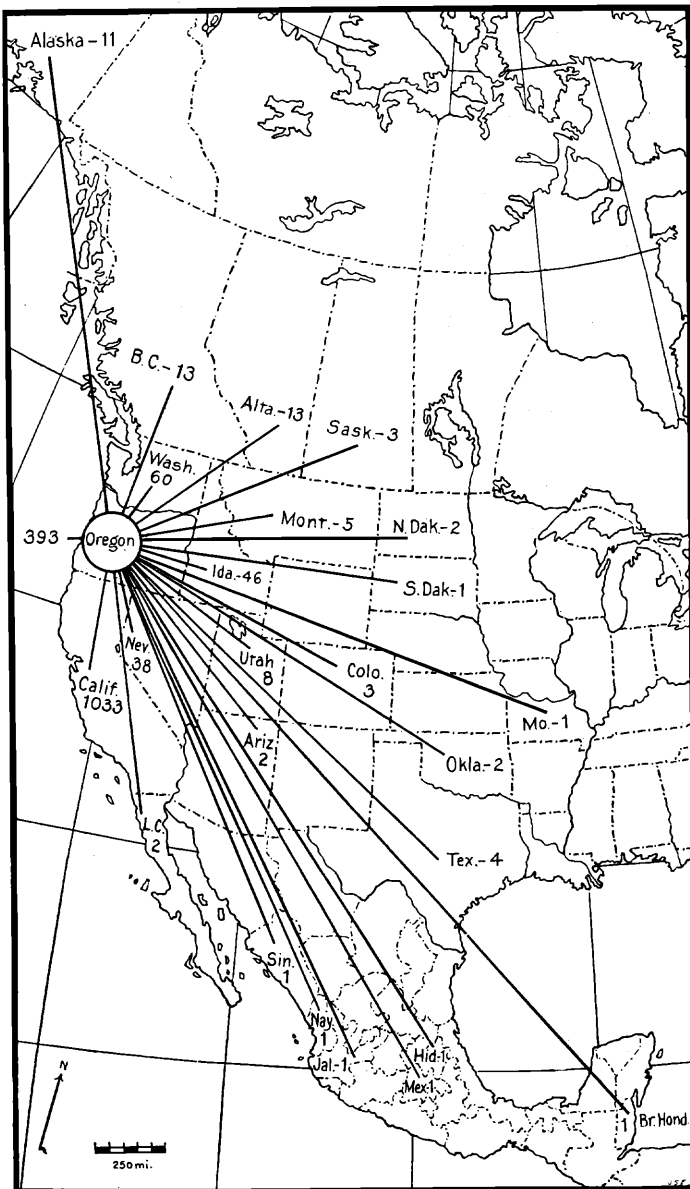 Alaska-11
B.C.-13
Alta.-13
Sask.-3
Wash.
60
Mont.-5
N.Dak-2
393
Oregon
Ida.-46
S.Dak-1
Nev.
38
Utah
8
Colo.
3
Calif.
1033
Mo.-1
Ariz
2
Okla.-2
L.C.
2
Tex.-4
Sin.
1
Nay.
1
Jal.-1
Hid-1
Mex-1
1
Br. Hond.
N
250 mi.